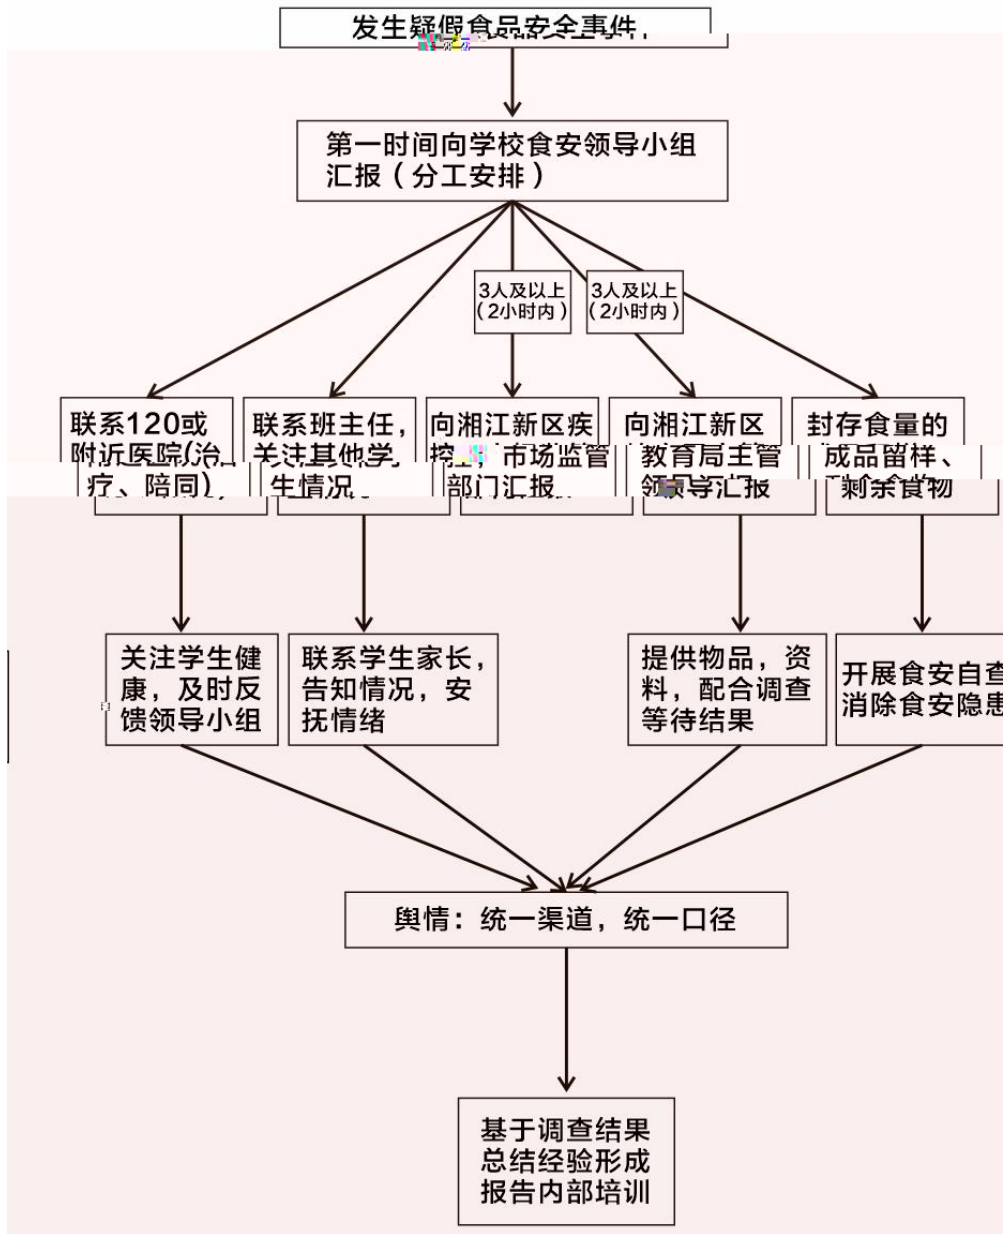 发生疑假食品安全事件
第一时间向学校食安领导小组
汇报（分工安排）
3人及以上
（2小时内）
3人及以上
（2小时内）
联系120或
附近医院(治
疗、陪同)
联系班主任，
关注其他学
生情况
向湘江新区疾
控 市场监管
部门汇报
向湘江新区
教育局主管
领导汇报
封存食量的
成品留样、
剩余食物
关注学生健
康，及时反
馈领导小组
联系学生家长，
告知情况，安
抚情绪
提供物品，资
料，配合调查
等待结果
开展食安自查
消除食安隐患
舆情：统一渠道，统一口径
基于调查结果
总结经验形成
报告内部培训